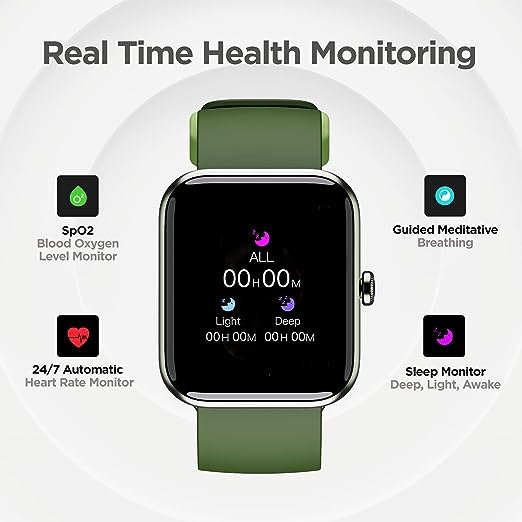 Real Time Health Monitoring
SpO2
Blood Oxygen
Level Monitor
Guided Meditative
Breathing
ALL
00H00M
Light
Deep
00H 00M
00H 00M
24/7 Automatic
Heart Rate Monitor
Sleep Monitor
Deep, Light, Awake